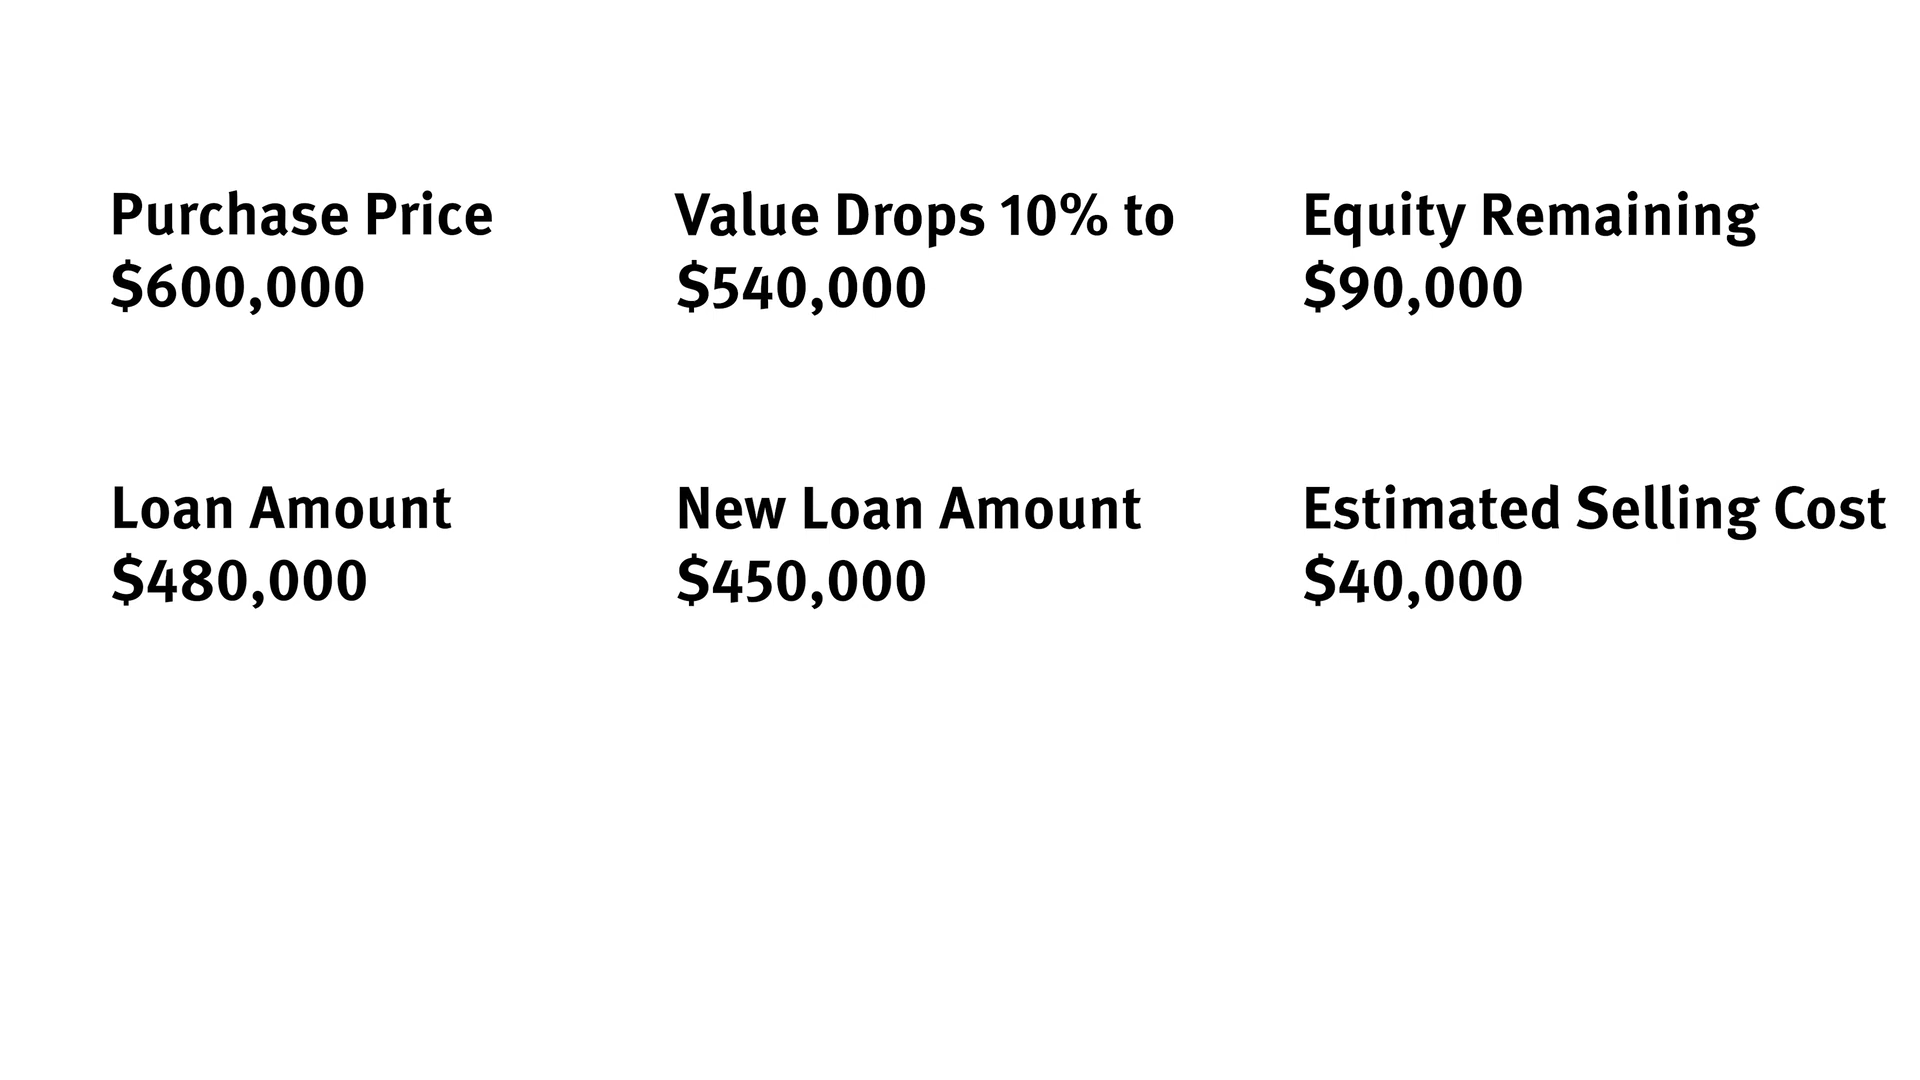 Purchase Price
$600,000
Value Drops 10% to
$540,000
Equity Remaining
$90,000
Loan Amount
$480,000
New Loan Amount
$450,000
Estimated Selling Cost
$40,000